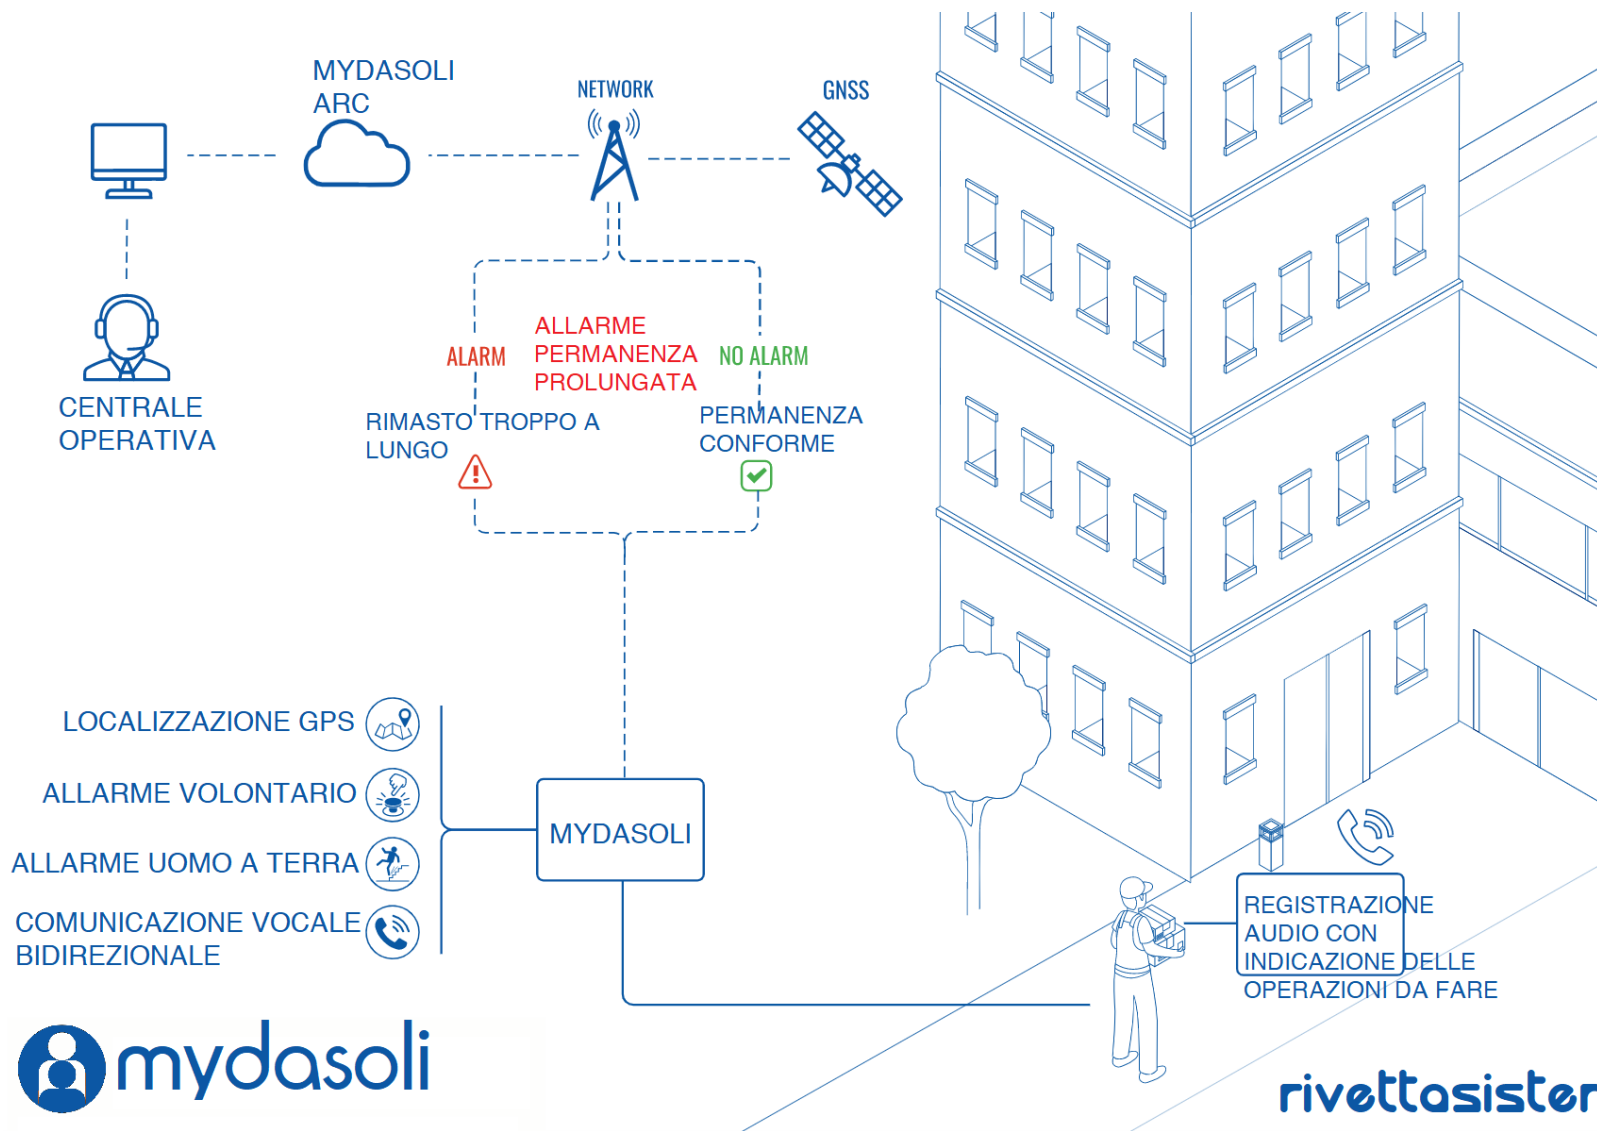 MYDASOLI
ARC
NETWORK
GNSS
ALARM
ALLARME
PERMANENZA
PROLUNGATA
NO ALARM
CENTRALE
OPERATIVA
RIMASTO TROPPO A
LUNGO
PERMANENZA
CONFORME
LOCALIZZAZIONE GPS
ALLARME VOLONTARIO
ALLARME UOMO A TERRA
COMUNICAZIONE VOCALE
BIDIREZIONALE
MYDASOLI
REGISTRAZIONE
AUDIO CON
INDICAZIONE DELLE
OPERAZIONI DA FARE
mydasoli
rivettasister